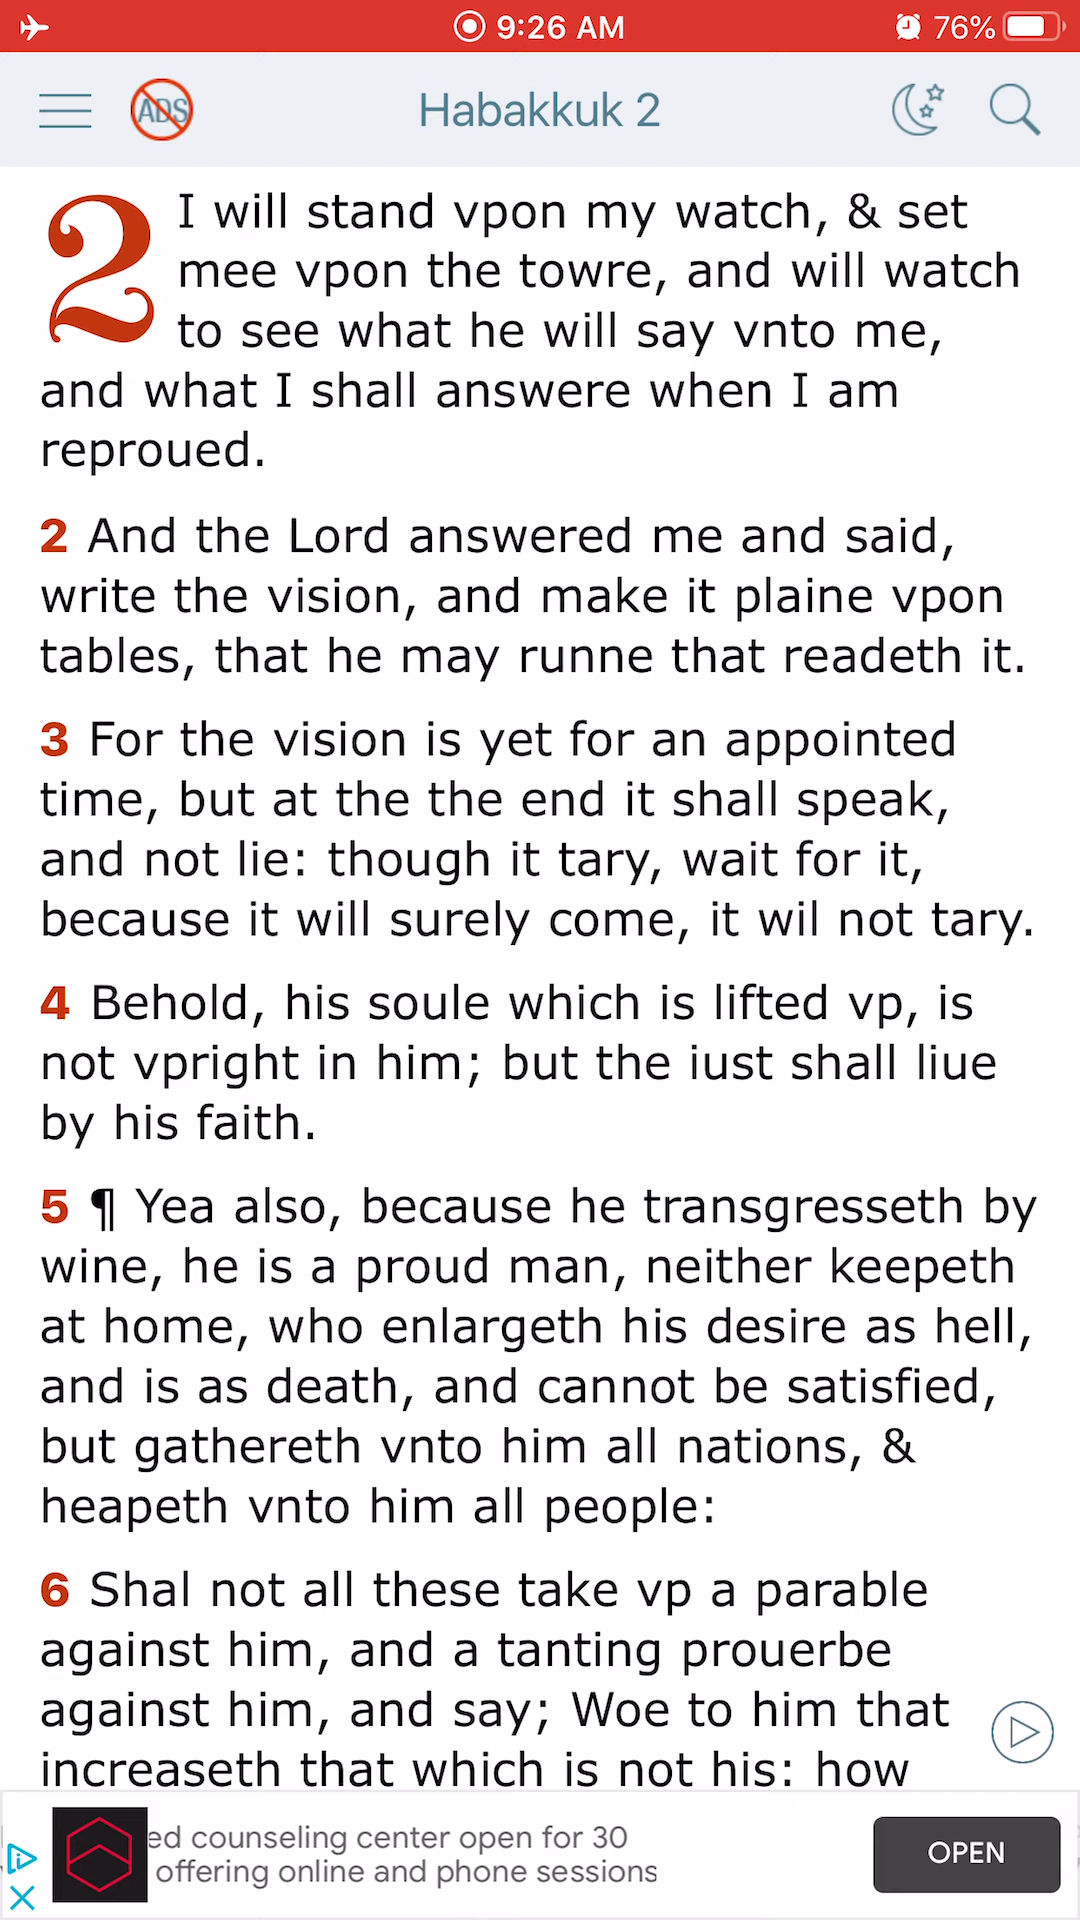 9:26 AM
76%
ADS
Habakkuk 2
2 I will stand vpon my watch, & set
mee vpon the towre, and will watch
to see what he will say vnto me,
and what I shall answere when I am
reproued.
2 And the Lord answered me and said,
write the vision, and make it plaine vpon
tables, that he may runne that readeth it.
3 For the vision is yet for an appointed
time, but at the the end it shall speak,
and not lie: though it tary, wait for it,
because it will surely come, it wil not tary.
4 Behold, his soule which is lifted vp, is
not vpright in him; but the iust shall liue
by his faith.
5 ¶ Yea also, because he transgresseth by
wine, he is a proud man, neither keepeth
at home, who enlargeth his desire as hell,
and is as death, and cannot be satisfied,
but gathereth vnto him all nations, &
heapeth vnto him all people:
6 Shal not all these take vp a parable
against him, and a tanting prouerbe
against him, and say; Woe to him that
increaseth that which is not his: how
ed counseling center open for 30
offering online and phone sessions
OPEN